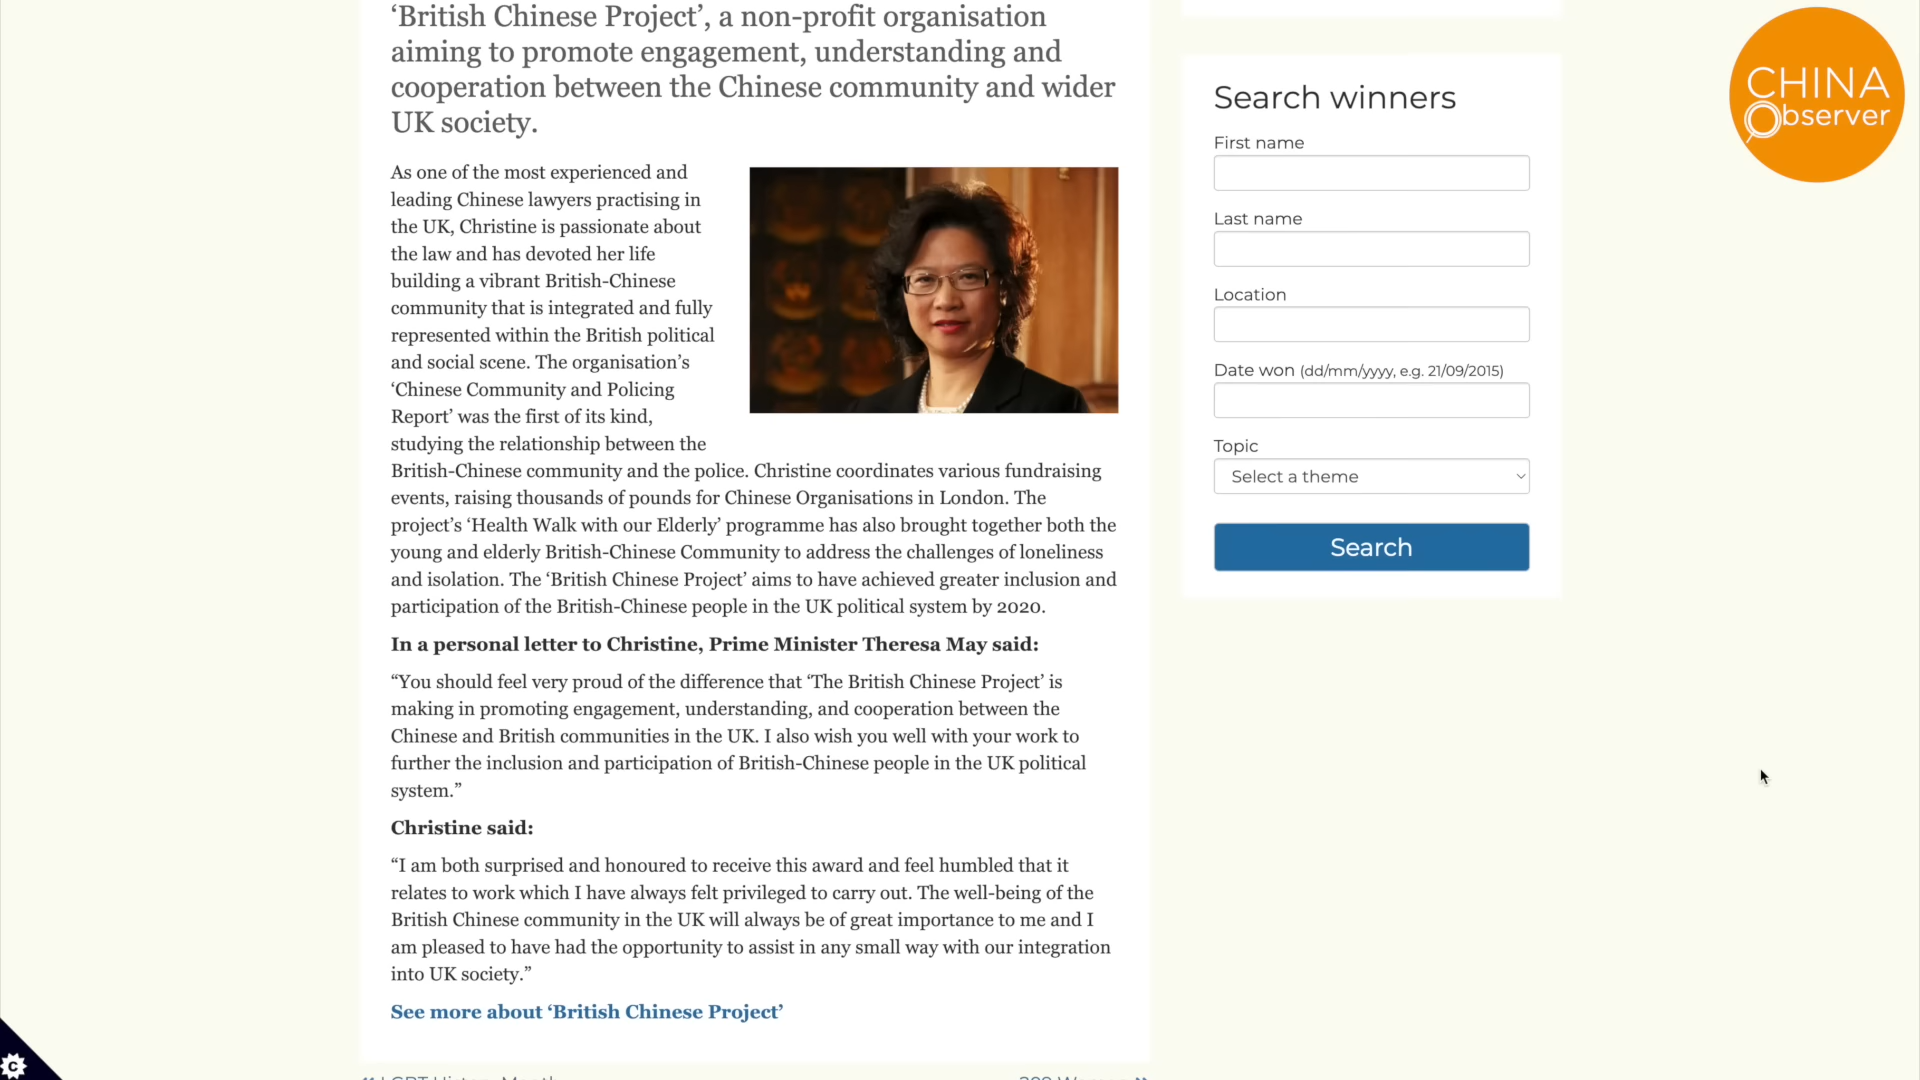 ‘British Chinese Project’, a non-profit organisation
aiming to promote engagement, understanding and
cooperation between the Chinese community and wider
UK society.
As one of the most experienced and
leading Chinese lawyers practising in
the UK, Christine is passionate about
the law and has devoted her life
building a vibrant British-Chinese
community that is integrated and fully
represented within the British political
and social scene. The organisation’s
‘Chinese Community and Policing
Report’ was the first of its kind,
studying the relationship between the
British-Chinese community and the police. Christine coordinates various fundraising
events, raising thousands of pounds for Chinese Organisations in London. The
project’s ‘Health Walk with our Elderly’ programme has also brought together both the
young and elderly British-Chinese Community to address the challenges of loneliness
and isolation. The ‘British Chinese Project’ aims to have achieved greater inclusion and
participation of the British-Chinese people in the UK political system by 2020.
In a personal letter to Christine, Prime Minister Theresa May said:
“You should feel very proud of the difference that ‘The British Chinese Project’ is
making in promoting engagement, understanding, and cooperation between the
Chinese and British communities in the UK. I also wish you well with your work to
further the inclusion and participation of British-Chinese people in the UK political
system.”
Christine said:
“I am both surprised and honoured to receive this award and feel humbled that it
relates to work which I have always felt privileged to carry out. The well-being of the
British Chinese community in the UK will always be of great importance to me and I
am pleased to have had the opportunity to assist in any small way with our integration
into UK society.”
See more about ‘British Chinese Project’
Search winners
First name
Last name
Location
Date won (dd/mm/yyyy, e.g. 21/09/2015)
Topic
Select a theme
Search
CHINA
Observer